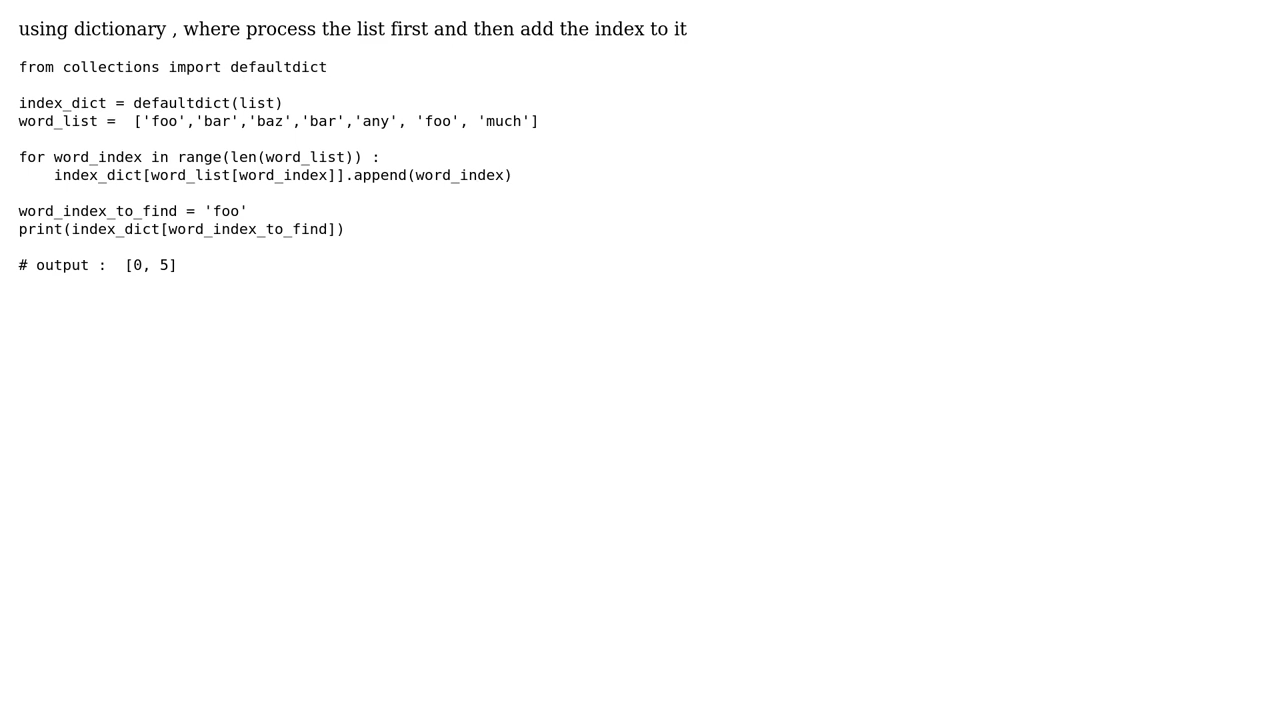 using dictionary , where process the list first and then add the index to it
from collections import defaultdict
index_dict = defaultdict(list)
word_list =  ['foo','bar','baz','bar','any', 'foo', 'much']
for word_index in range(len(word_list)) :
    index_dict[word_list[word_index]].append(word_index)
word_index_to_find = 'foo'
print(index_dict[word_index_to_find])
# output :  [0, 5]